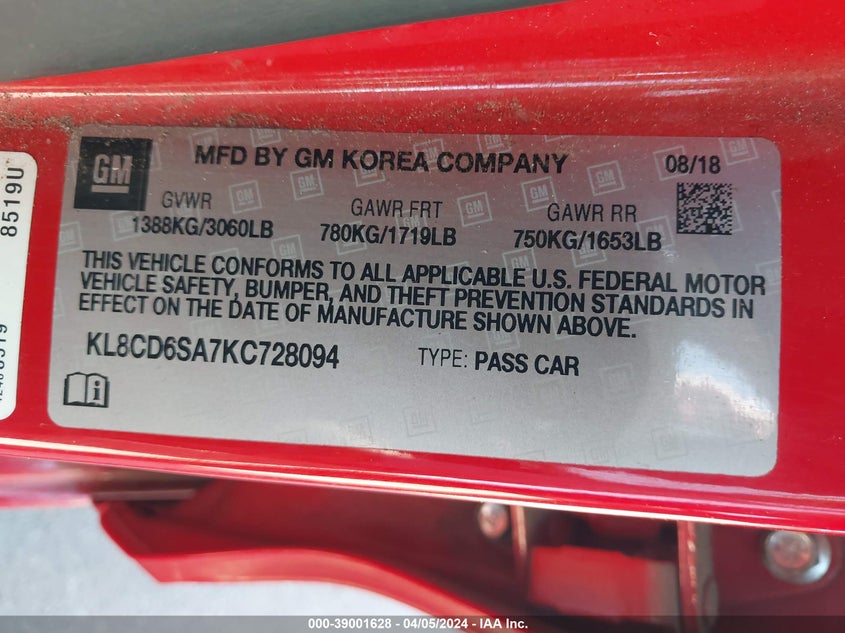 GM
MFD BY GM KOREA COMPANY
08/18
GVWR
1388KG/3060LB
GAWR FRT
780KG/1719LB
GAWR RR
750KG/1653LB
THIS VEHICLE CONFORMS TO ALL APPLICABLE U.S. FEDERAL MOTOR
VEHICLE SAFETY, BUMPER, AND THEFT PREVENTION STANDARDS IN
EFFECT ON THE DATE OF MANUFACTURE SHOWN ABOVE.
KL8CD6SA7KC728094
TYPE: PASS CAR
8519U
000-39001628 - 04/05/2024 - IAA Inc.